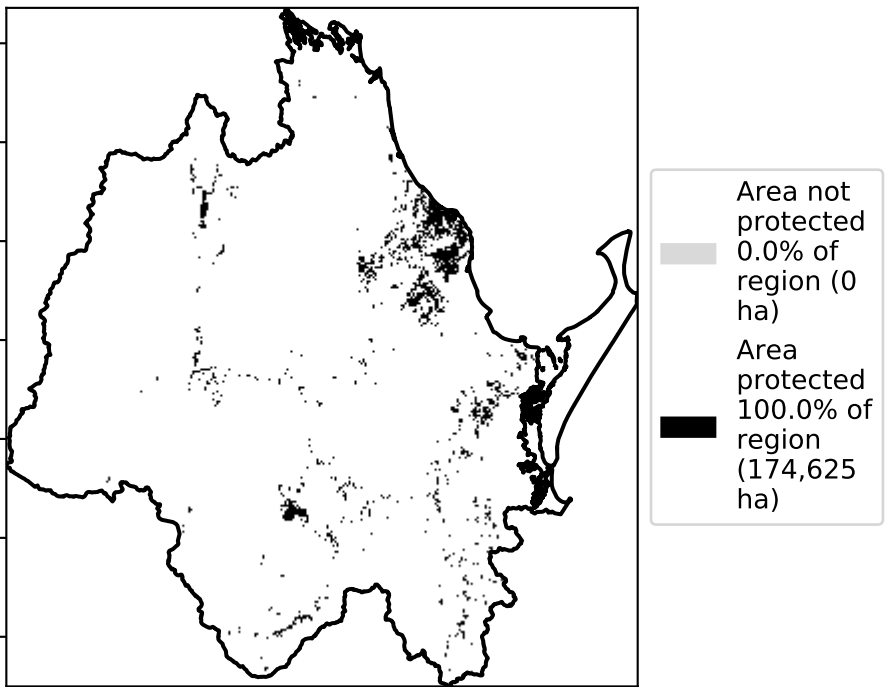 Area not
protected
0.0% of
region (0
ha)
Area
protected
100.0% of
region
(174,625
ha)